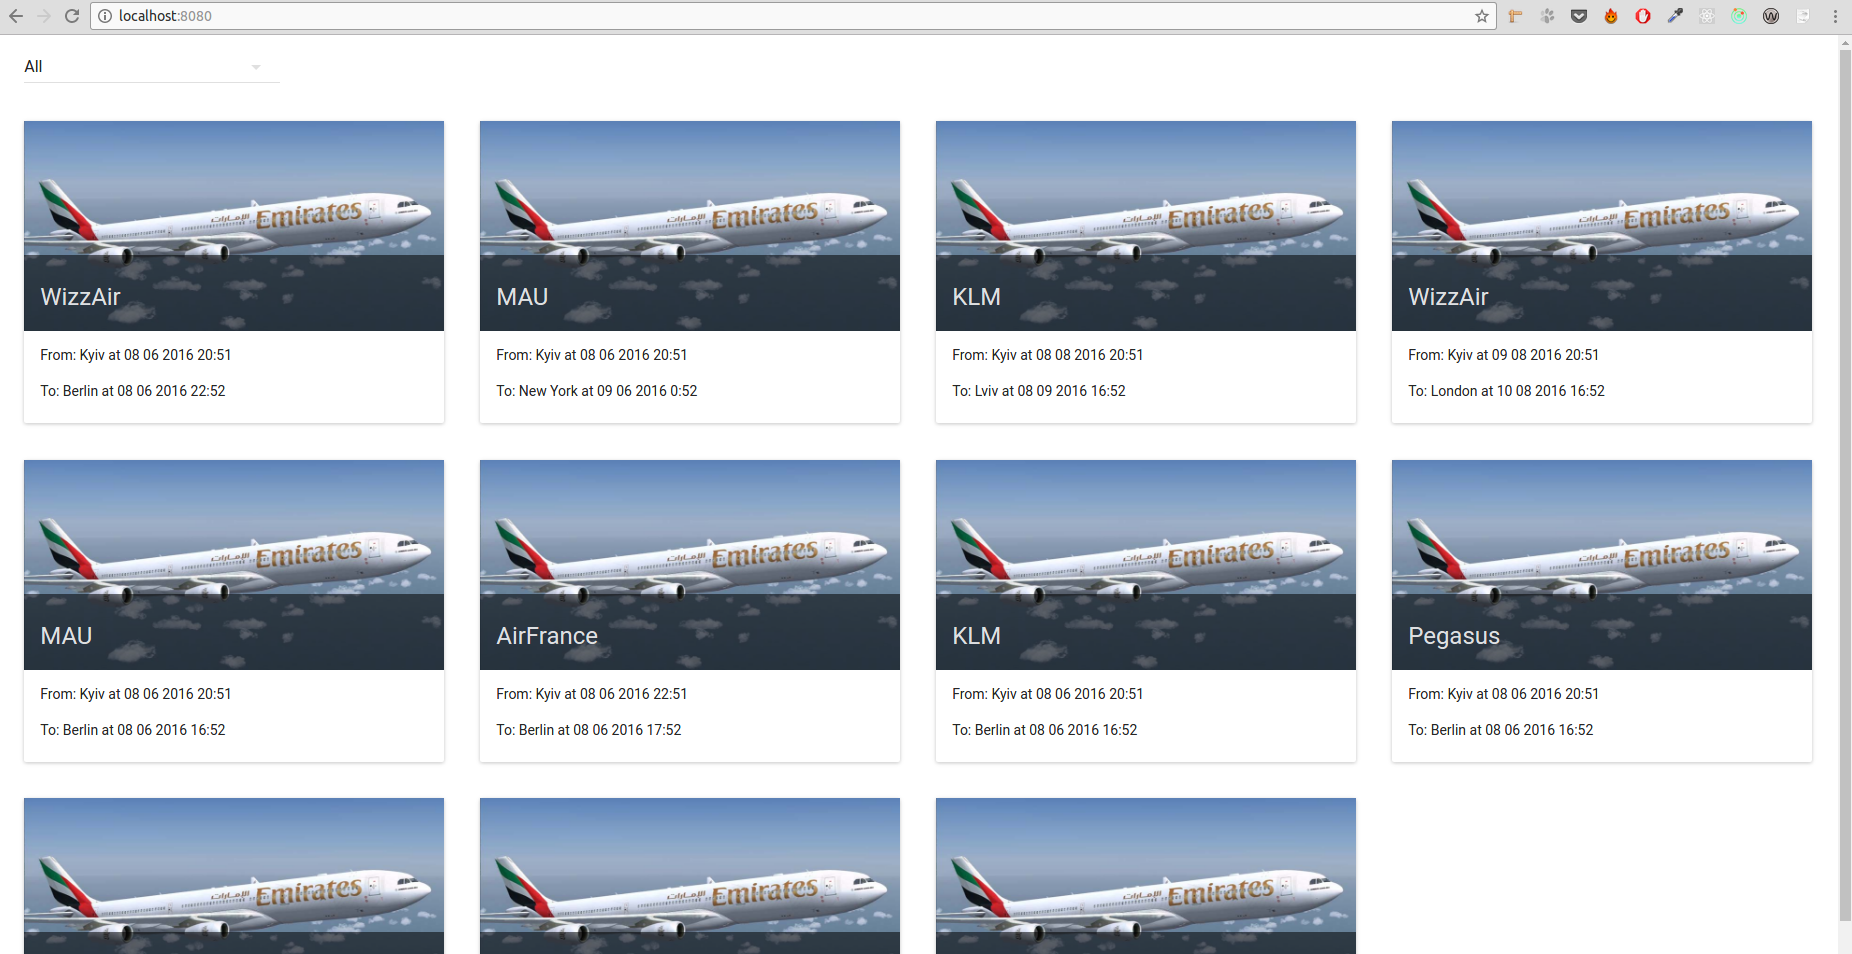 localhost:8080
All
الإمارات Emirates
الإمارات Emirates
الإمارات Emirates
الإمارات Emirates
WizzAir
MAU
KLM
WizzAir
From: Kyiv at 08 06 2016 20:51
From: Kyiv at 08 06 2016 20:51
From: Kyiv at 08 08 2016 20:51
From: Kyiv at 09 08 2016 20:51
To: Berlin at 08 06 2016 22:52
To: New York at 09 06 2016 0:52
To: Lviv at 08 09 2016 16:52
To: London at 10 08 2016 16:52
الإمارات Emirates
الإمارات Emirates
الإمارات Emirates
الإمارات Emirates
MAU
AirFrance
KLM
Pegasus
From: Kyiv at 08 06 2016 20:51
From: Kyiv at 08 06 2016 22:51
From: Kyiv at 08 06 2016 20:51
From: Kyiv at 08 06 2016 20:51
To: Berlin at 08 06 2016 16:52
To: Berlin at 08 06 2016 17:52
To: Berlin at 08 06 2016 16:52
To: Berlin at 08 06 2016 16:52
الإمارات Emirates
الإمارات Emirates
الإمارات Emirates